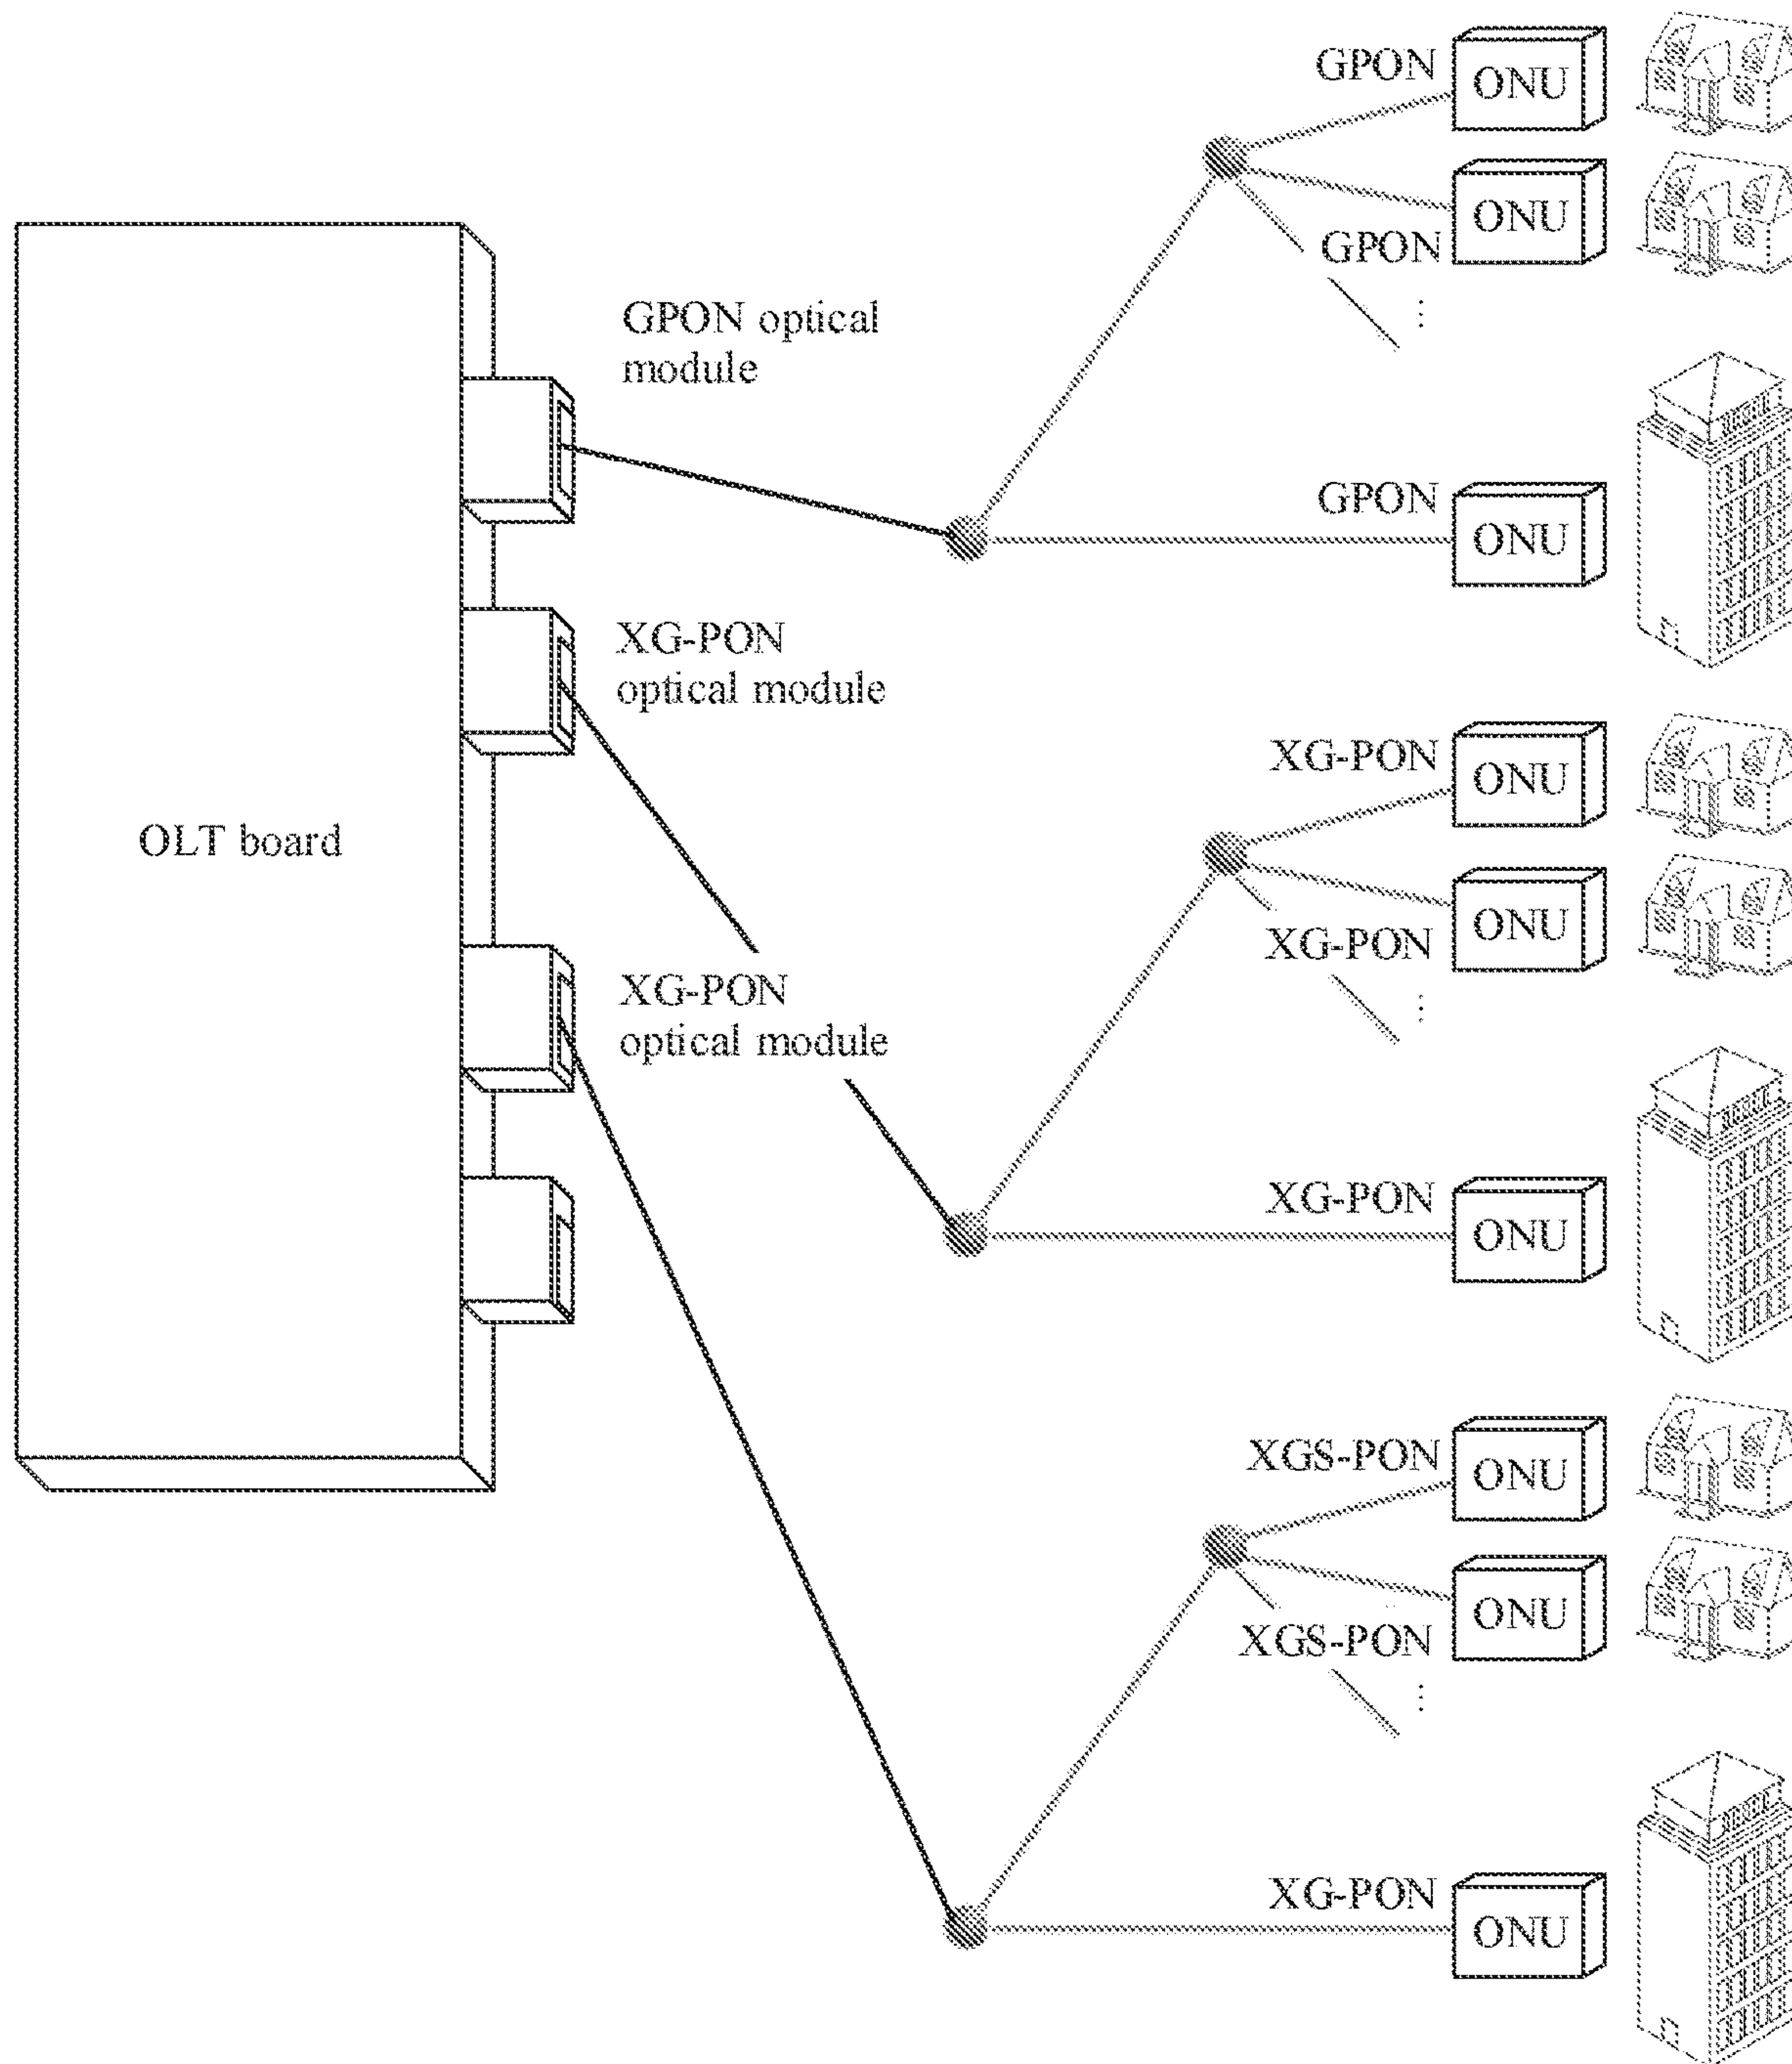 GPON
ONU
ONU
GPON
GPON optical
module
⋮
GPON
ONU
XG-PON
optical module
XG-PON
ONU
OLT board
ONU
XG-PON
XG-PON
optical module
⋮
XG-PON
ONU
XGS-PON
ONU
ONU
XGS-PON
⋮
XG-PON
ONU